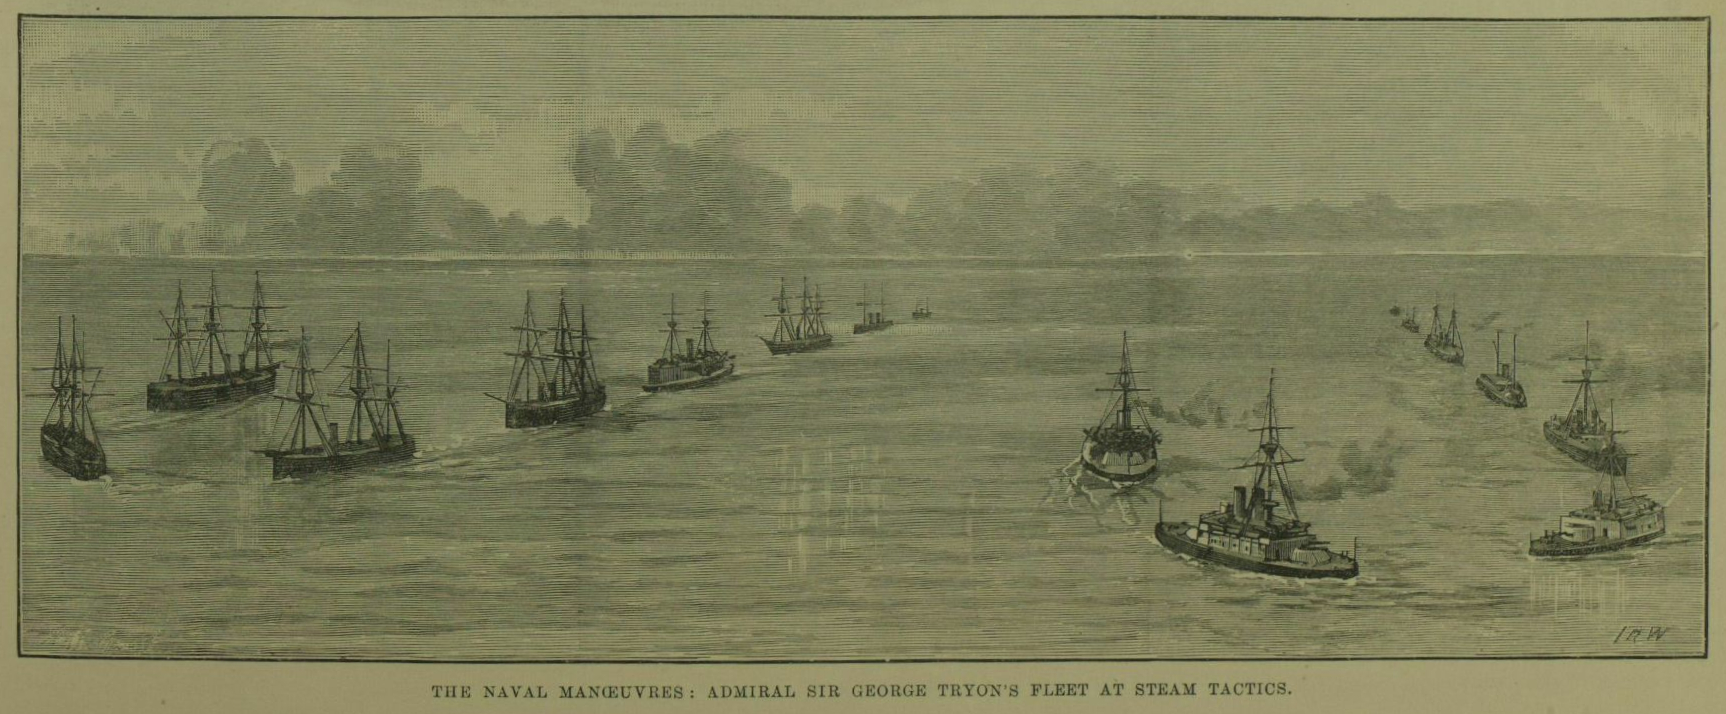 I R W
THE NAVAL MANŒUVRES: ADMIRAL SIR GEORGE TRYON'S FLEET AT STEAM TACTICS.